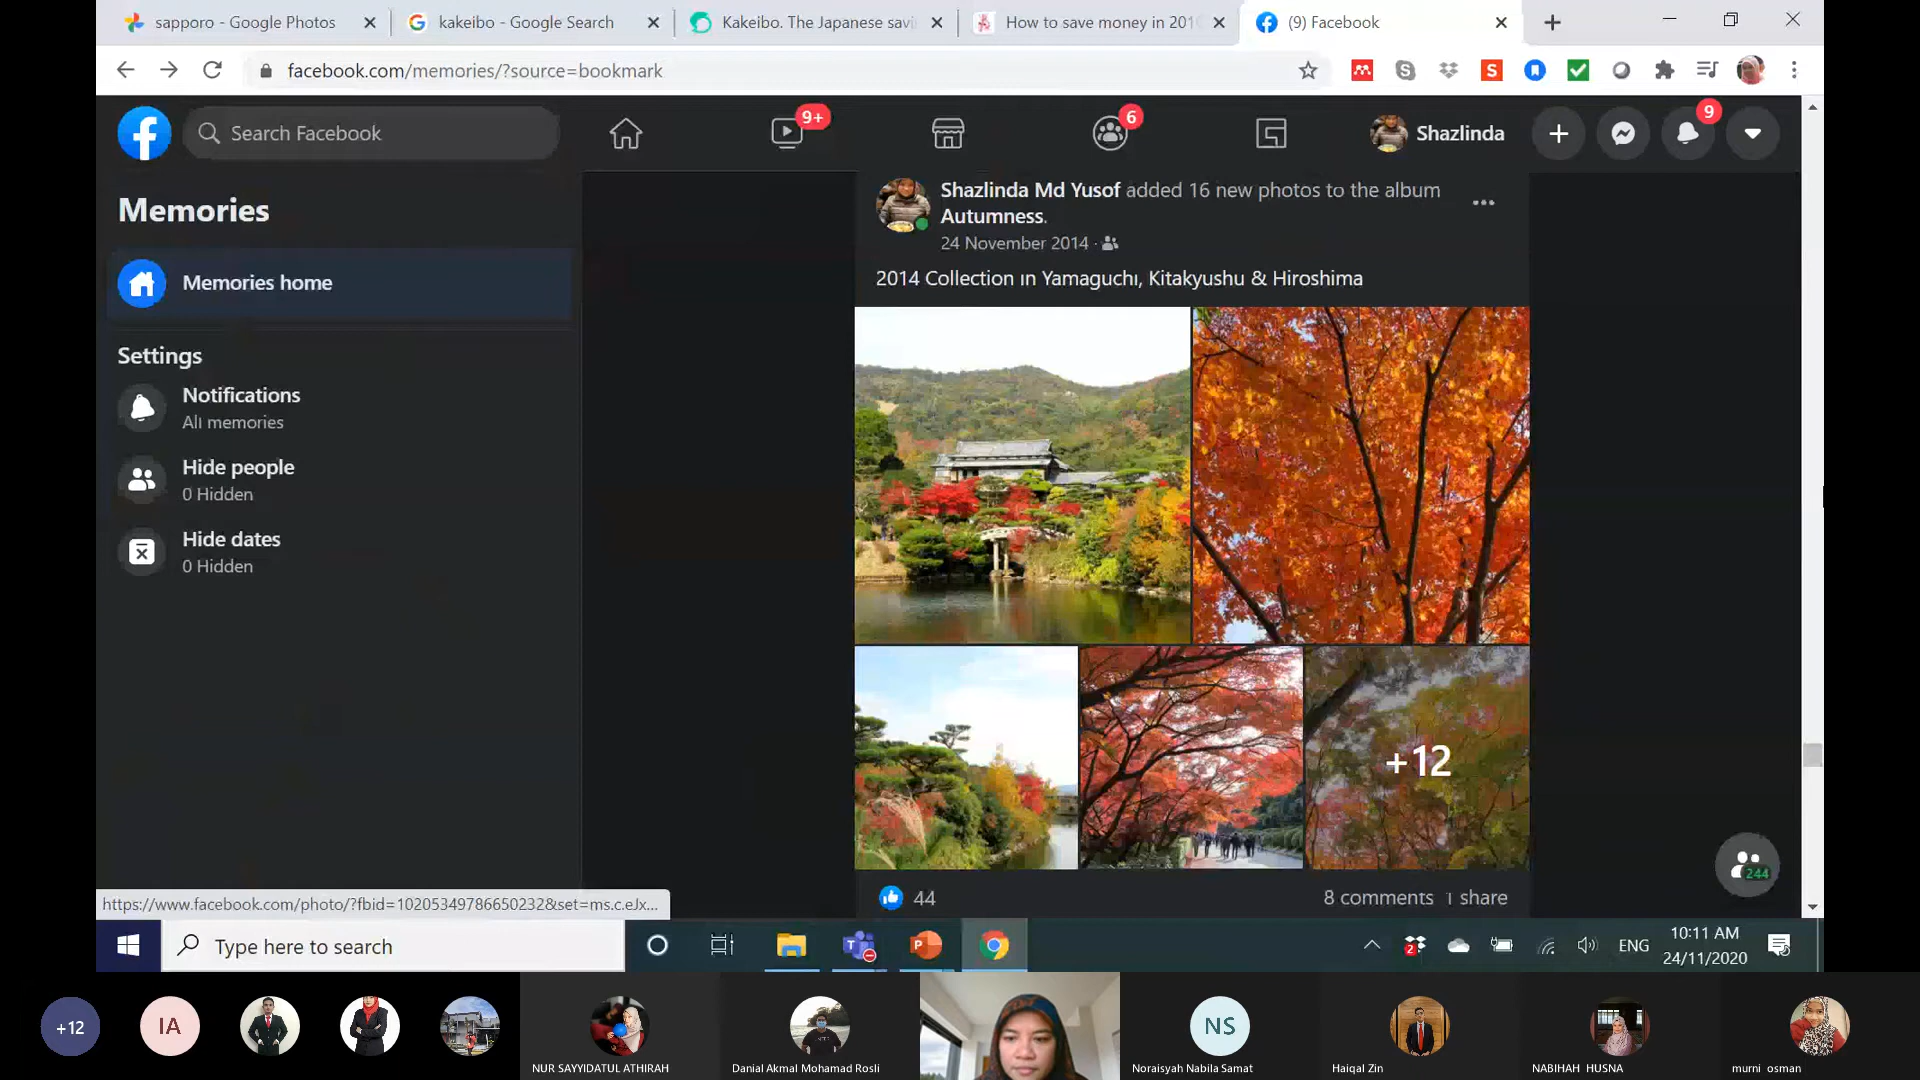 sapporo - Google Photos
kakeibo - Google Search
Kakeibo. The Japanese savi
How to save money in 201
(9) Facebook
facebook.com/memories/?source=bookmark
Search Facebook
9+
6
Shazlinda
9
Memories
Memories home
Settings
Notifications
All memories
Hide people
0 Hidden
Hide dates
0 Hidden
Shazlinda Md Yusof added 16 new photos to the album
Autumness.
24 November 2014 ·
2014 Collection in Yamaguchi, Kitakyushu & Hiroshima
+12
244
44
8 comments 1 share
https://www.facebook.com/photo/?fbid=10205349786650232&set=ms.c.eJx...
Type here to search
2
ENG
10:11 AM
24/11/2020
+12
IA
NUR SAYYIDATUL ATHIRAH
Danial Akmal Mohamad Rosli
NS
Noraisyah Nabila Samat
Haiqal Zin
NABIHAH HUSNA
murni osman